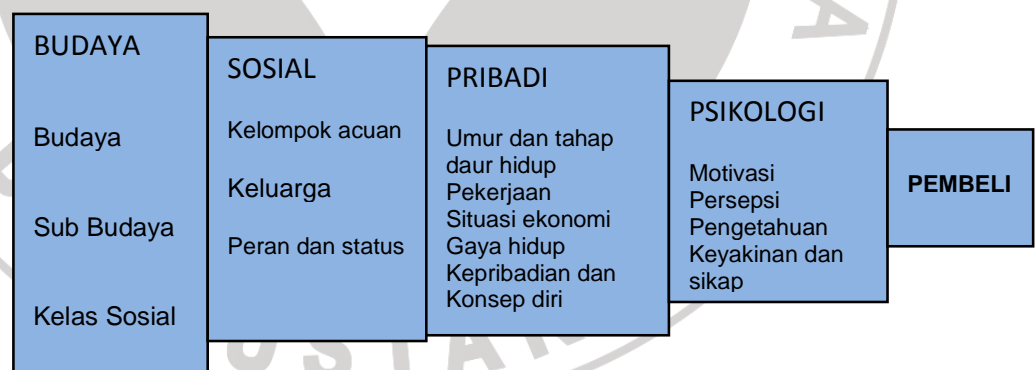 BUDAYA
Budaya
Sub Budaya
Kelas Sosial
SOSIAL
Kelompok acuan
Keluarga
Peran dan status
PRIBADI
Umur dan tahap
daur hidup
Pekerjaan
Situasi ekonomi
Gaya hidup
Kepribadian dan
Konsep diri
PSIKOLOGI
Motivasi
Persepsi
Pengetahuan
Keyakinan dan
sikap
PEMBELI